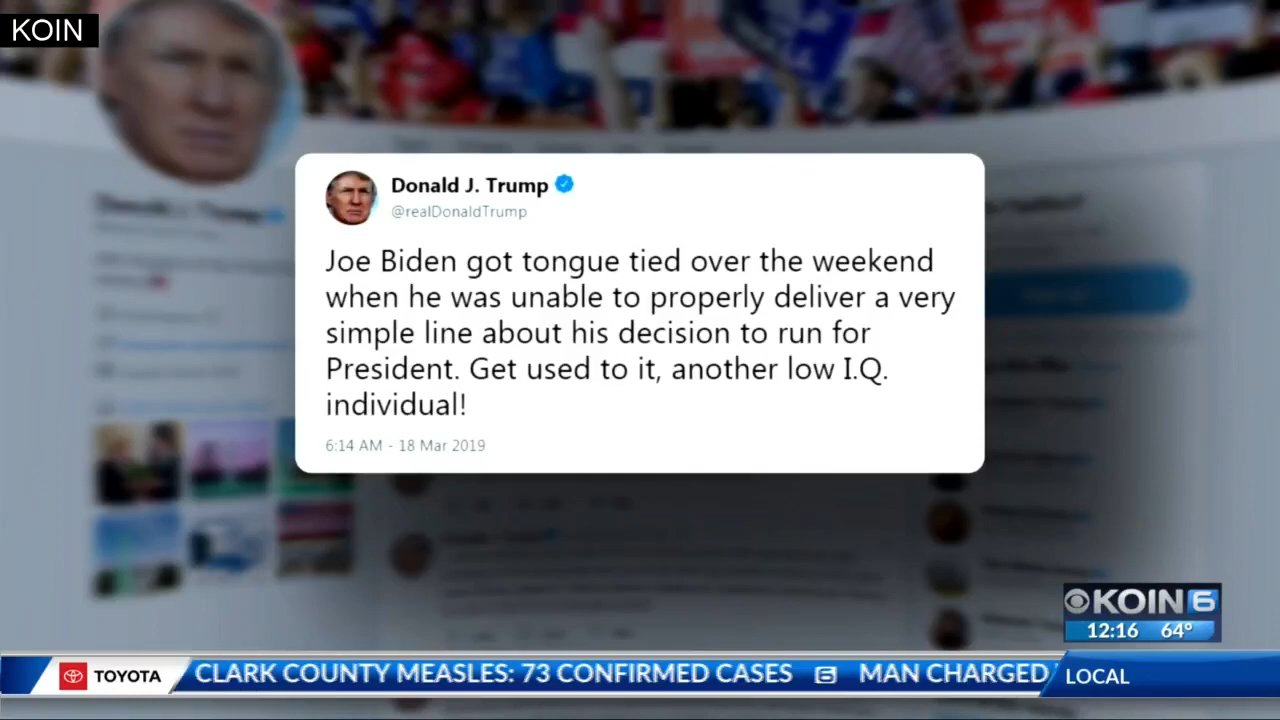 KOIN
Donald J. Trump
@realDonaldTrump
Joe Biden got tongue tied over the weekend
when he was unable to properly deliver a very
simple line about his decision to run for
President. Get used to it, another low I.Q.
individual!
6:14 AM - 18 Mar 2019
KOIN 6
12:16 64°
TOYOTA
CLARK COUNTY MEASLES: 73 CONFIRMED CASES 6 MAN CHARGED
LOCAL